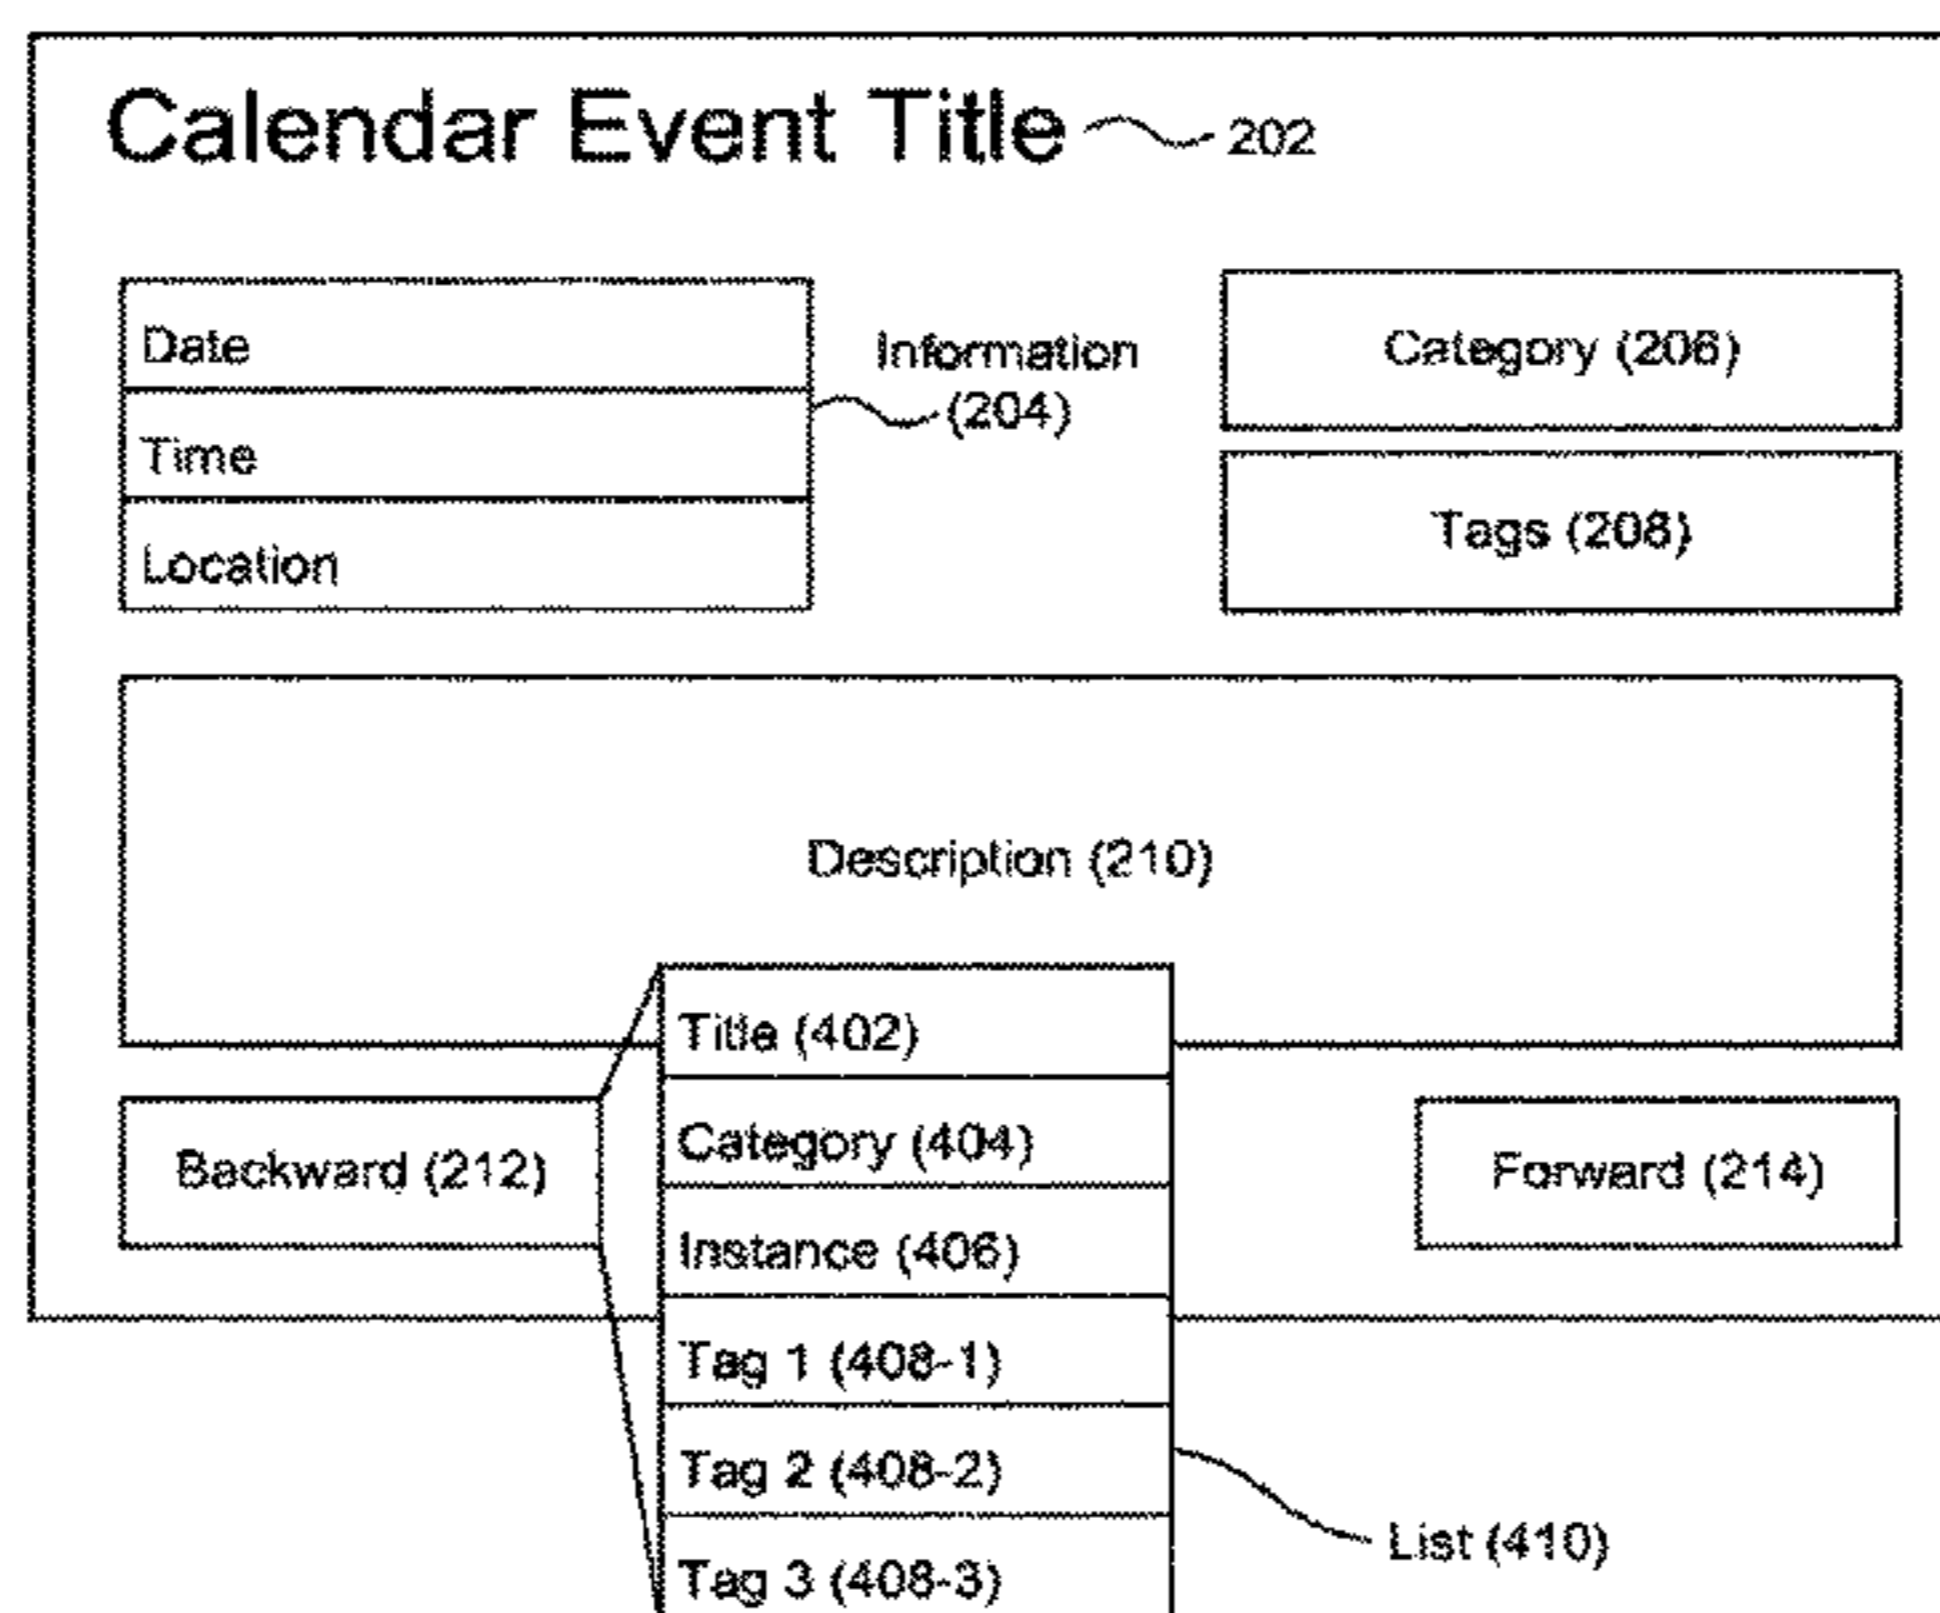 Calendar Event Title 202
Date
Time
Location
Information
(204)
Category (206)
Tags (208)
Description (210)
Title (402)
Category (404)
Instance (406)
Tag 1 (408-1)
Tag 2 (408-2)
Tag 3 (408-3)
Backward (212)
Forward (214)
List (410)